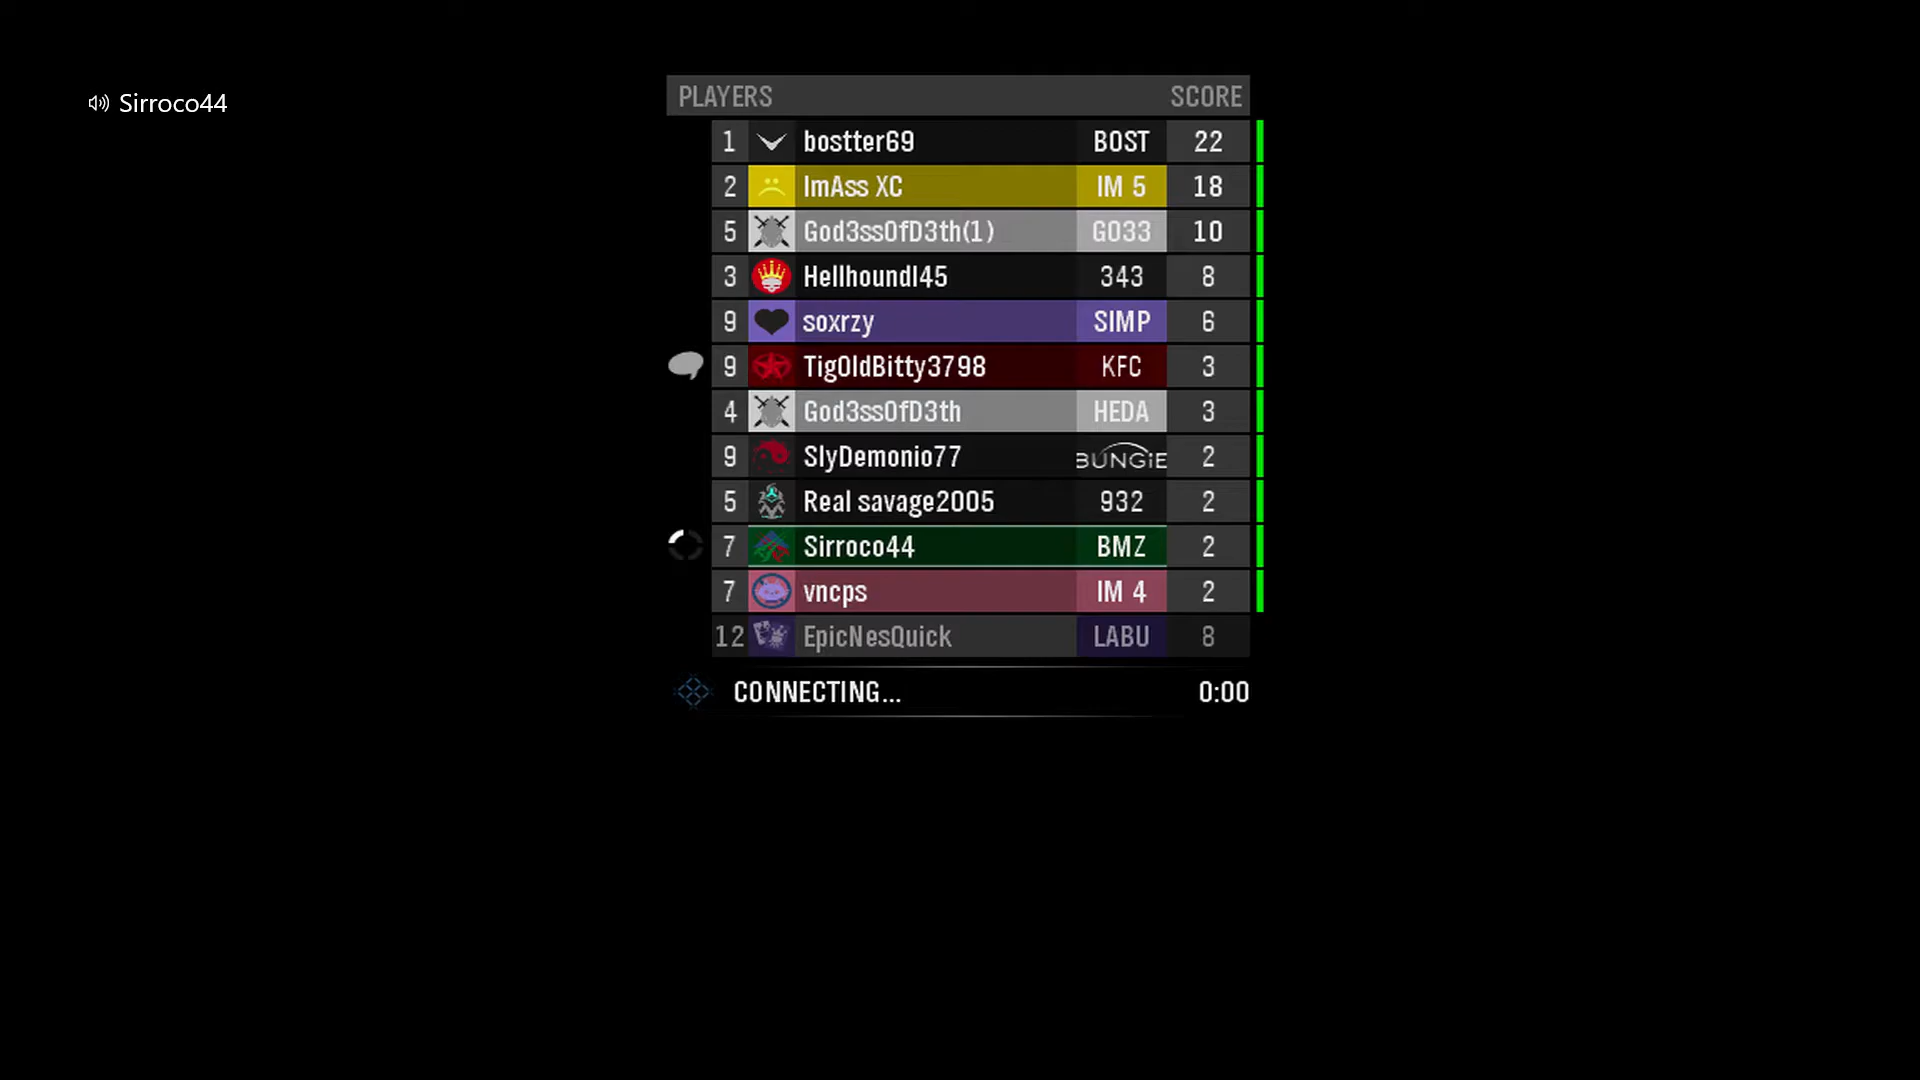 Sirroco44
PLAYERS SCORE
1 bostter69 BOST 22
2 ImAss XC IM 5 18
5 God3ssOfD3th(1) GO33 10
3 HellhoundI45 343 8
9 soxrzy SIMP 6
9 TigOldBitty3798 KFC 3
4 God3ssOfD3th HEDA 3
9 SlyDemonio77 BUNGiE 2
5 Real savage2005 932 2
7 Sirroco44 BMZ 2
7 vncps IM 4 2
12 EpicNesQuick LABU 8
CONNECTING... 0:00